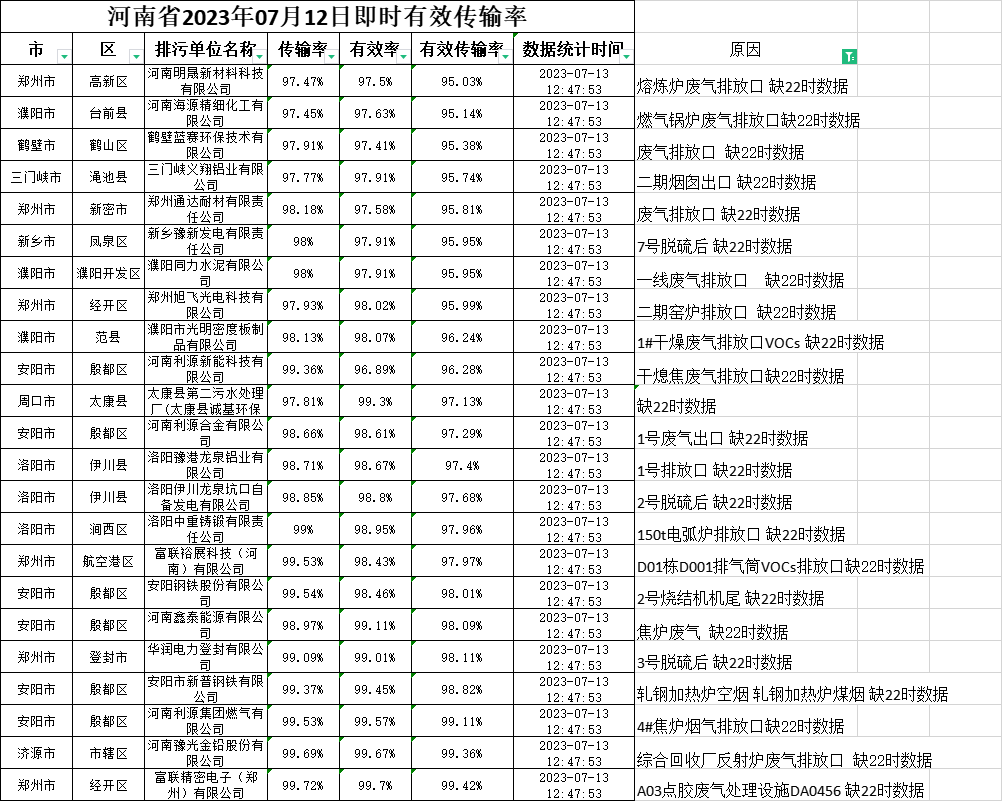 河南省2023年07月12日即时有效传输率
市 区 排污单位名称 传输率 有效率 有效传输率 数据统计时间 原因
郑州市 高新区 河南明晟新材料科技有限公司 97.47% 97.5% 95.03% 2023-07-13 12:47:53 熔炼炉废气排放口 缺22时数据
濮阳市 台前县 河南海源精细化工有限公司 97.45% 97.63% 95.14% 2023-07-13 12:47:53 燃气锅炉废气排放口缺22时数据
鹤壁市 鹤山区 鹤壁蓝赛环保技术有限公司 97.91% 97.41% 95.38% 2023-07-13 12:47:53 废气排放口 缺22时数据
三门峡市 渑池县 三门峡义翔铝业有限公司 97.77% 97.91% 95.74% 2023-07-13 12:47:53 二期烟囱出口 缺22时数据
郑州市 新密市 郑州通达耐材有限责任公司 98.18% 97.58% 95.81% 2023-07-13 12:47:53 废气排放口 缺22时数据
新乡市 凤泉区 新乡豫新发电有限责任公司 98% 97.91% 95.95% 2023-07-13 12:47:53 7号脱硫后 缺22时数据
濮阳市 濮阳开发区 濮阳同力水泥有限公司 98% 97.91% 95.95% 2023-07-13 12:47:53 一线废气排放口 缺22时数据
郑州市 经开区 郑州旭飞光电科技有限公司 97.93% 98.02% 95.99% 2023-07-13 12:47:53 二期窑炉排放口 缺22时数据
濮阳市 范县 濮阳市光明密度板制品有限公司 98.13% 98.07% 96.24% 2023-07-13 12:47:53 1#干燥废气排放口VOCs 缺22时数据
安阳市 殷都区 河南利源新能科技有限公司 99.36% 96.89% 96.28% 2023-07-13 12:47:53 干熄焦废气排放口缺22时数据
周口市 太康县 太康县第二污水处理厂(太康县诚基环保 97.81% 99.3% 97.13% 2023-07-13 12:47:53 缺22时数据
安阳市 殷都区 河南利源合金有限公司 98.66% 98.61% 97.29% 2023-07-13 12:47:53 1号废气出口 缺22时数据
洛阳市 伊川县 洛阳豫港龙泉铝业有限公司 98.71% 98.67% 97.4% 2023-07-13 12:47:53 1号排放口 缺22时数据
洛阳市 伊川县 洛阳伊川龙泉坑口自备发电有限公司 98.85% 98.8% 97.68% 2023-07-13 12:47:53 2号脱硫后 缺22时数据
洛阳市 涧西区 洛阳中重铸锻有限责任公司 99% 98.95% 97.96% 2023-07-13 12:47:53 150t电弧炉排放口 缺22时数据
郑州市 航空港区 富联裕展科技（河南）有限公司 99.53% 98.43% 97.97% 2023-07-13 12:47:53 D01栋D001排气筒VOCs排放口缺22时数据
安阳市 殷都区 安阳钢铁股份有限公司 99.54% 98.46% 98.01% 2023-07-13 12:47:53 2号烧结机机尾 缺22时数据
安阳市 殷都区 河南鑫泰能源有限公司 98.97% 99.11% 98.09% 2023-07-13 12:47:53 焦炉废气 缺22时数据
郑州市 登封市 华润电力登封有限公司 99.09% 99.01% 98.11% 2023-07-13 12:47:53 3号脱硫后 缺22时数据
安阳市 殷都区 安阳市新普钢铁有限公司 99.37% 99.45% 98.82% 2023-07-13 12:47:53 轧钢加热炉空烟 轧钢加热炉煤烟 缺22时数据
安阳市 殷都区 河南利源集团燃气有限公司 99.53% 99.57% 99.11% 2023-07-13 12:47:53 4#焦炉烟气排放口缺22时数据
济源市 市辖区 河南豫光金铅股份有限公司 99.69% 99.67% 99.36% 2023-07-13 12:47:53 综合回收厂反射炉废气排放口 缺22时数据
郑州市 经开区 富联精密电子（郑州）有限公司 99.72% 99.7% 99.42% 2023-07-13 12:47:53 A03点胶废气处理设施DA0456 缺22时数据